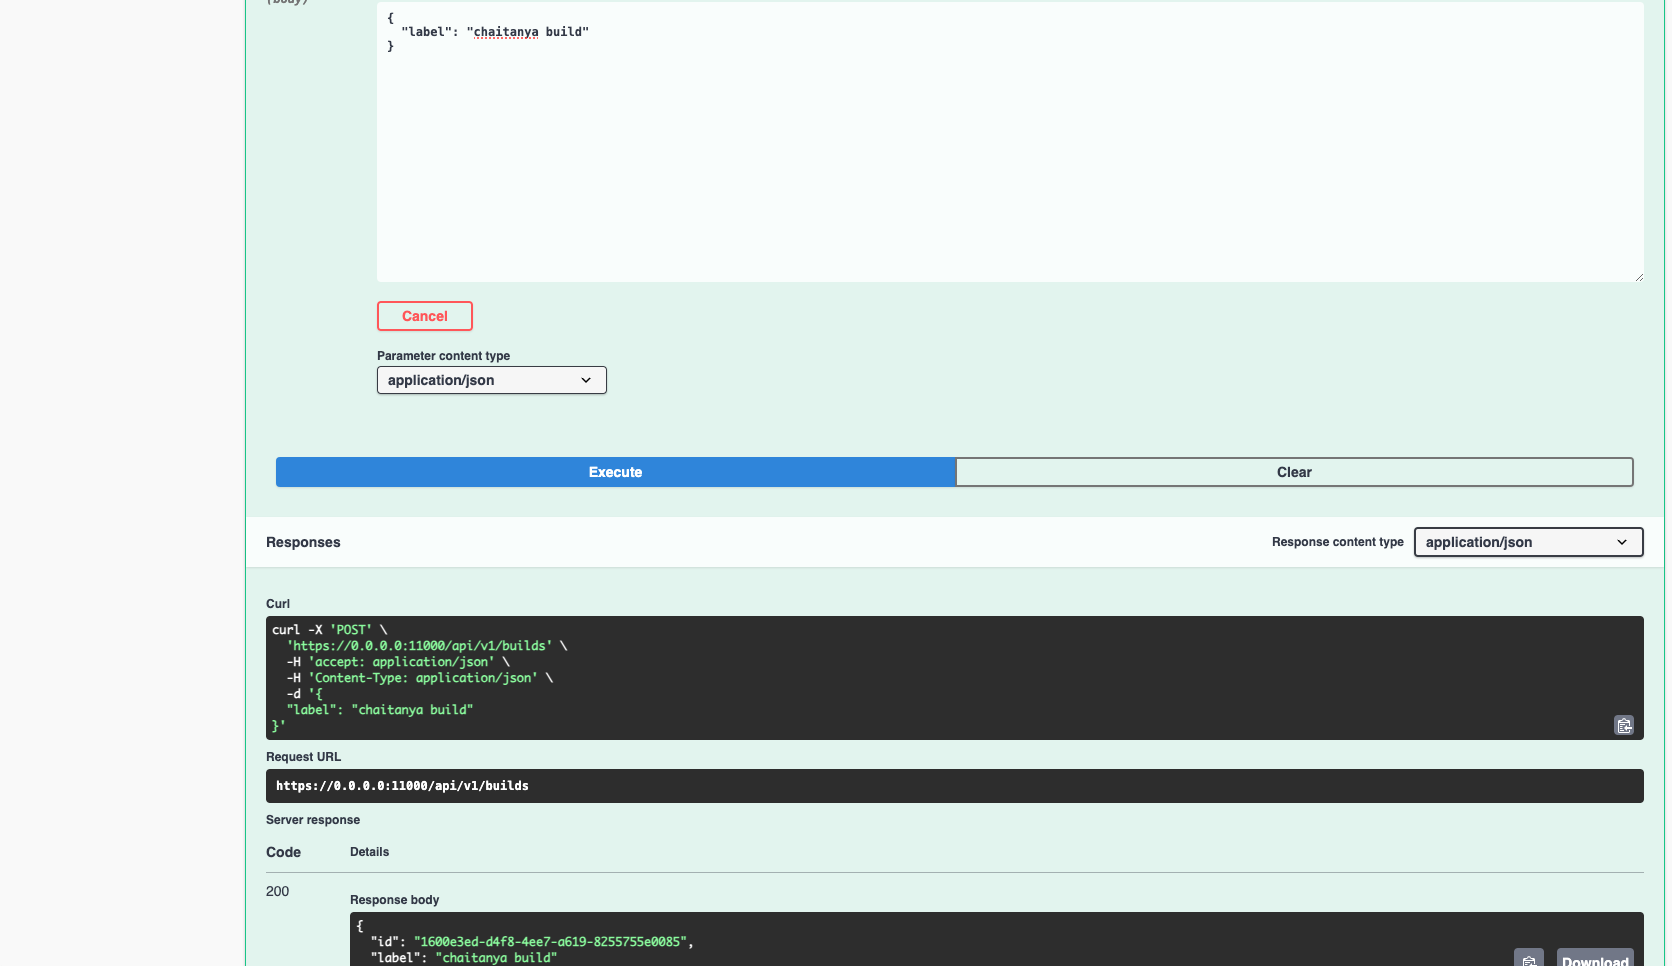 (body)
{
  "label": "chaitanya build"
}
Cancel
Parameter content type
application/json
Execute
Clear
Responses
Response content type
application/json
Curl
curl -X 'POST' \
  'https://0.0.0.0:11000/api/v1/builds' \
  -H 'accept: application/json' \
  -H 'Content-Type: application/json' \
  -d '{
  "label": "chaitanya build"
}'
Request URL
https://0.0.0.0:11000/api/v1/builds
Server response
Code
Details
200
Response body
{
  "id": "1600e3ed-d4f8-4ee7-a619-8255755e0085",
  "label": "chaitanya build"
Download